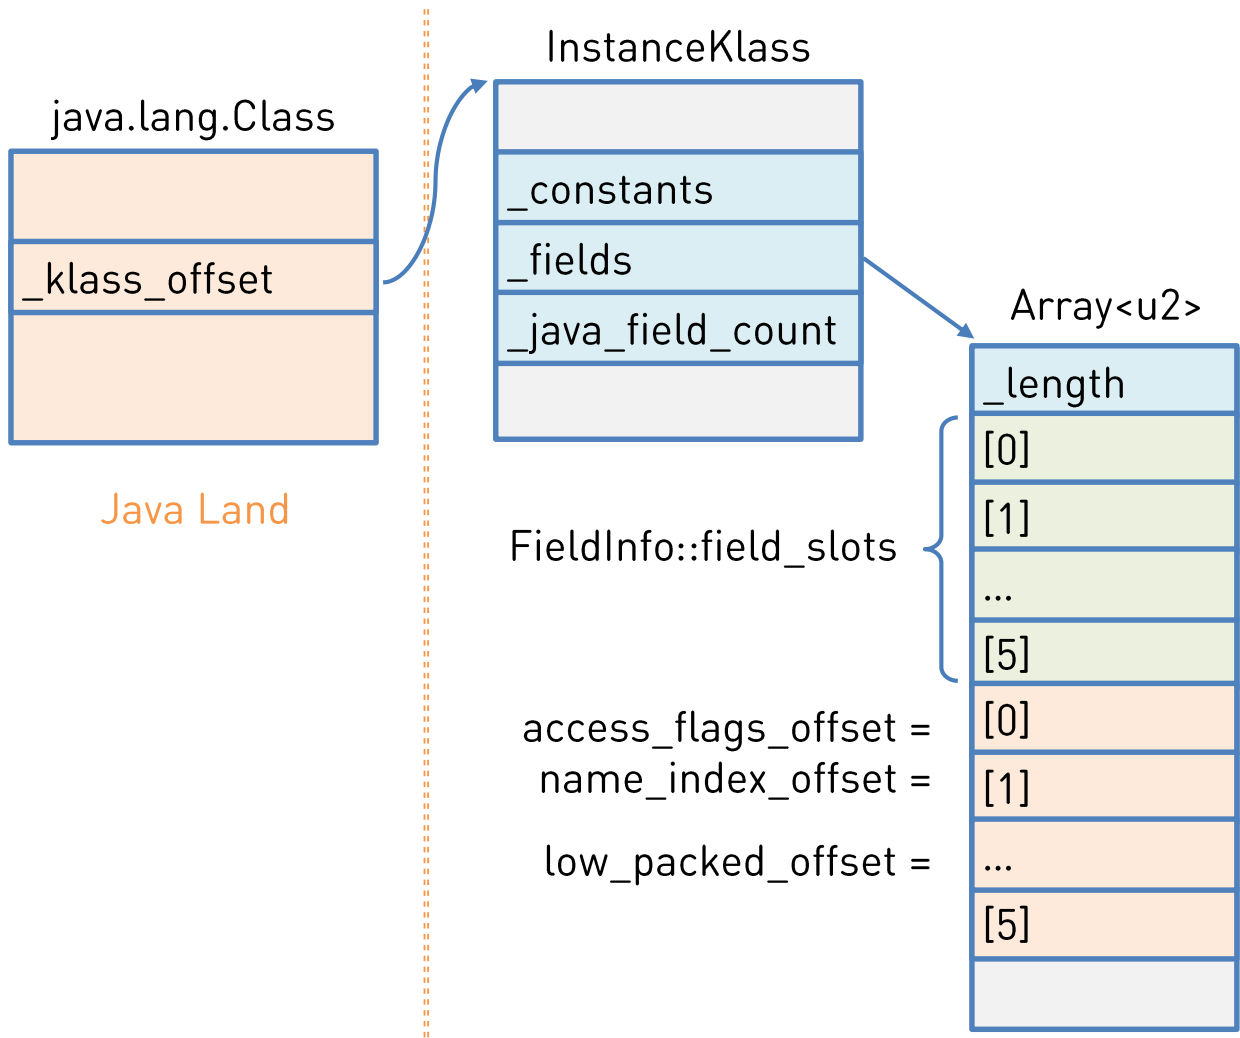 InstanceKlass
java.lang.Class
_constants
_klass_offset
_fields
_java_field_count
Array<u2>
_length
[0]
Java Land
[1]
FieldInfo::field_slots
...
[5]
access_flags_offset =
[0]
name_index_offset =
[1]
low_packed_offset =
...
[5]